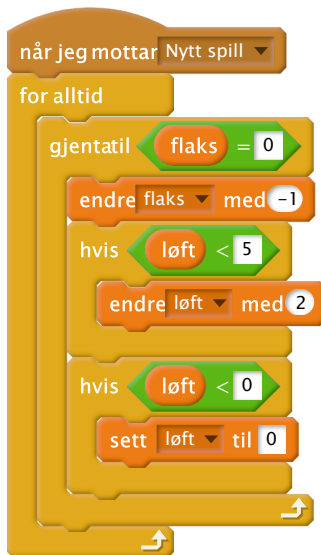 når jeg mottar Nytt spill
for alltid
gjentatil flaks = 0
endre flaks med -1
hvis løft < 5
endre løft med 2
hvis løft < 0
sett løft til 0